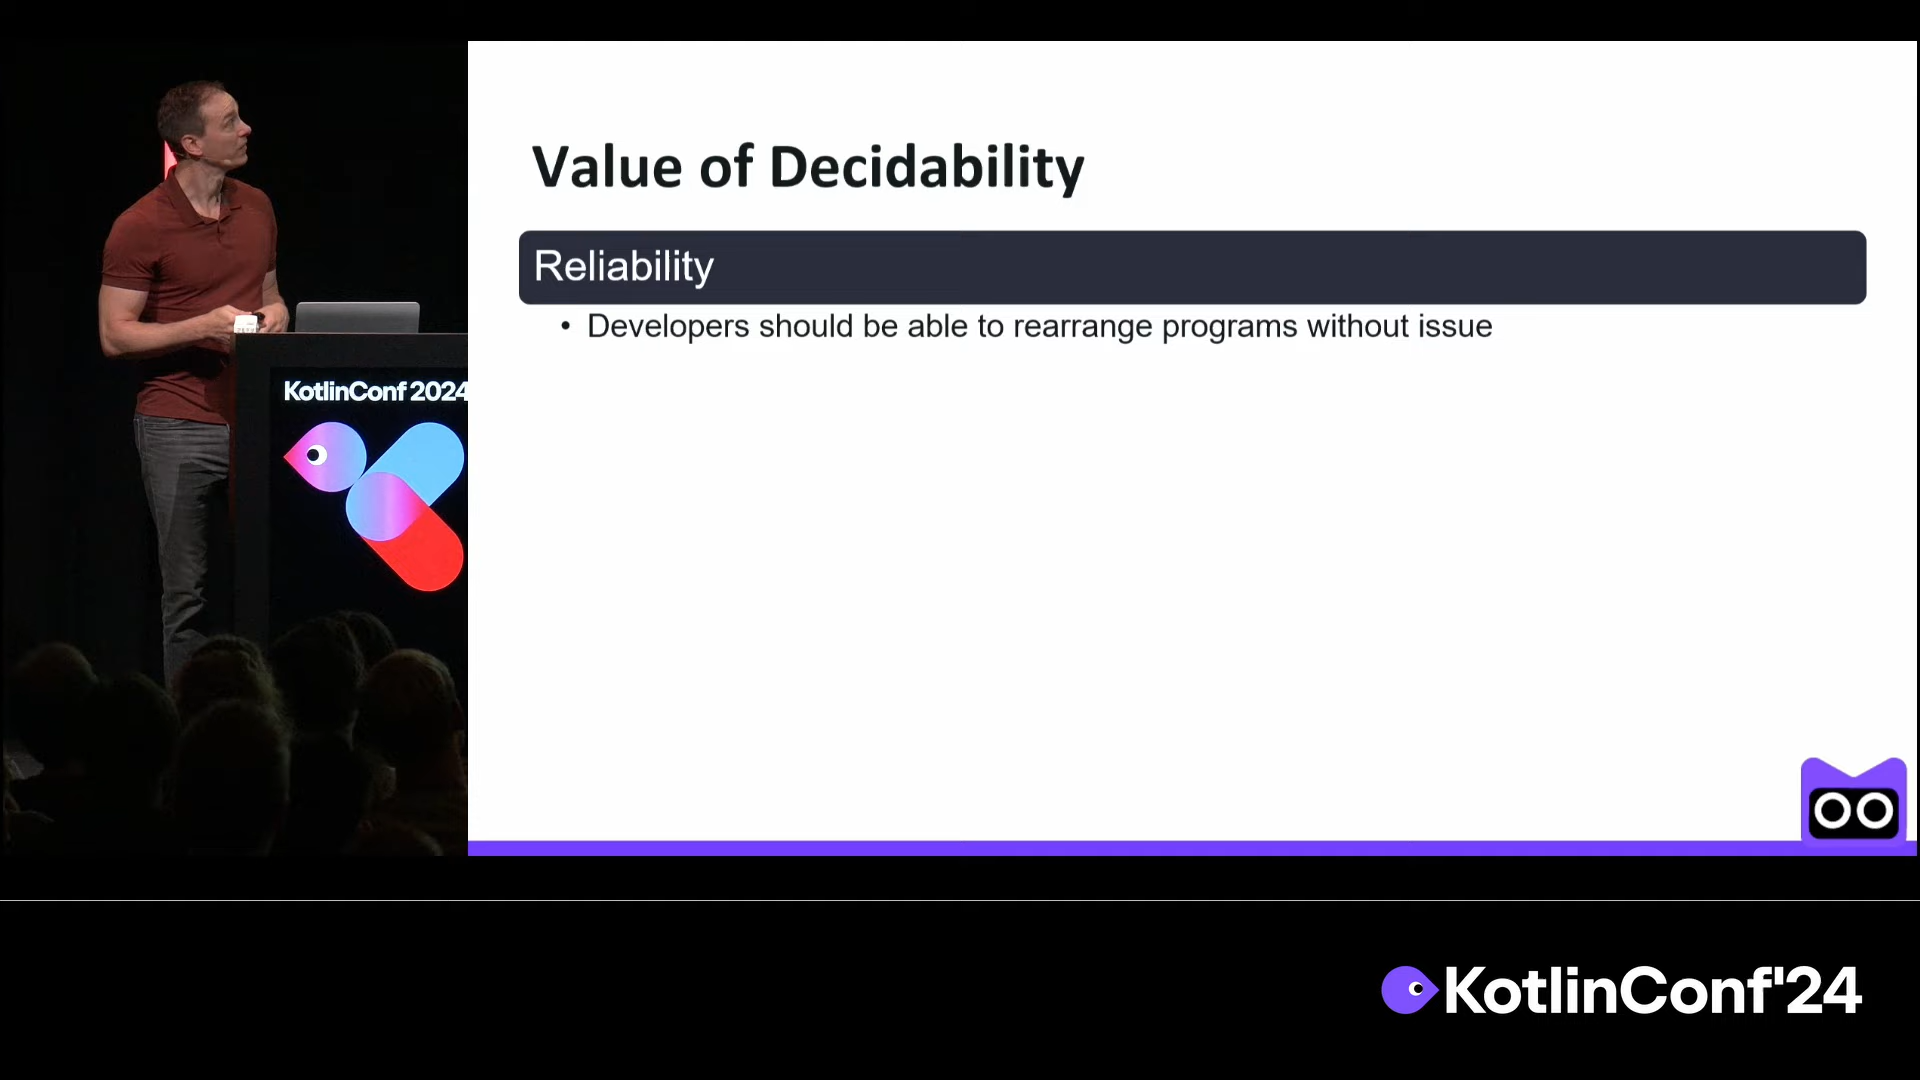 Value of Decidability
Reliability
• Developers should be able to rearrange programs without issue
KotlinConf 2024
KotlinConf'24